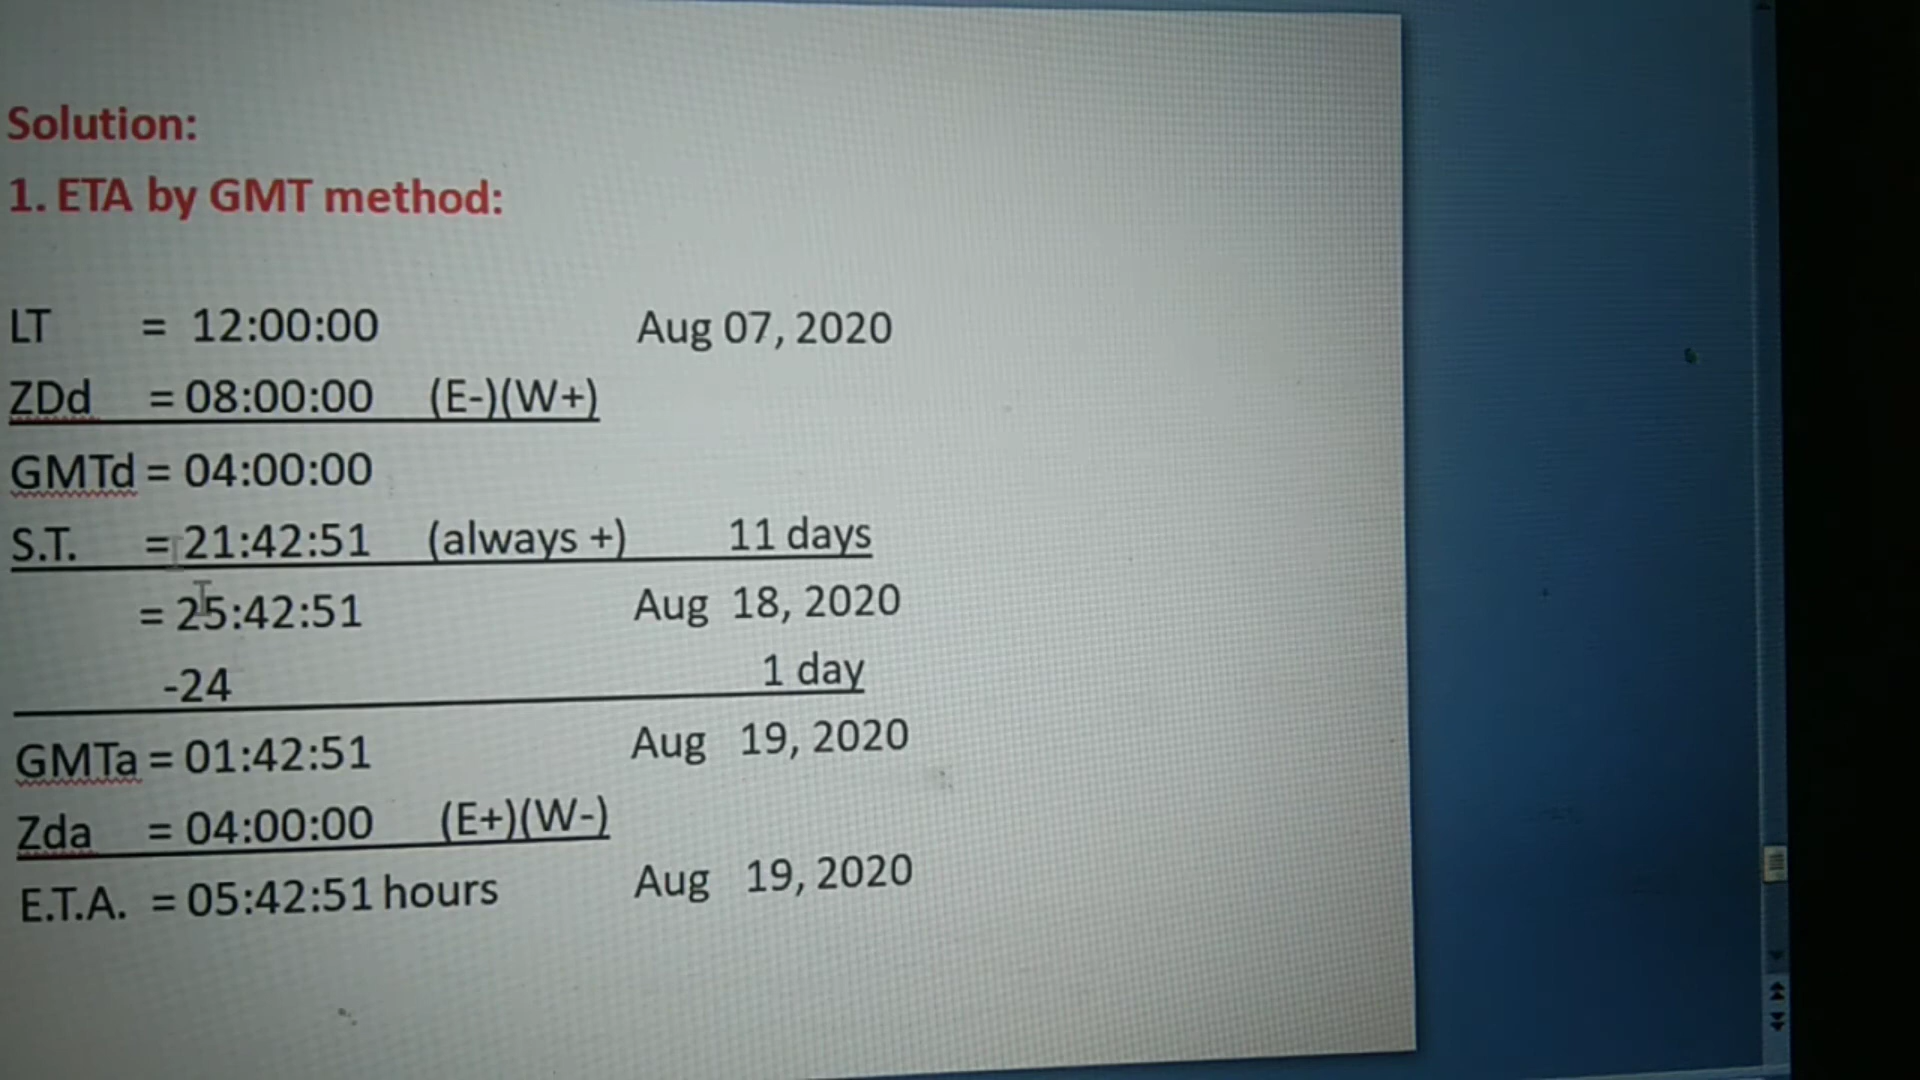 Solution:
1. ETA by GMT method:
LT = 12:00:00 Aug 07, 2020
ZDd = 08:00:00 (E-)(W+)
GMTd = 04:00:00
S.T. = 21:42:51 (always +) 11 days
= 25:42:51 Aug 18, 2020
-24 1 day
GMTa = 01:42:51 Aug 19, 2020
Zda = 04:00:00 (E+)(W-)
E.T.A. = 05:42:51 hours Aug 19, 2020